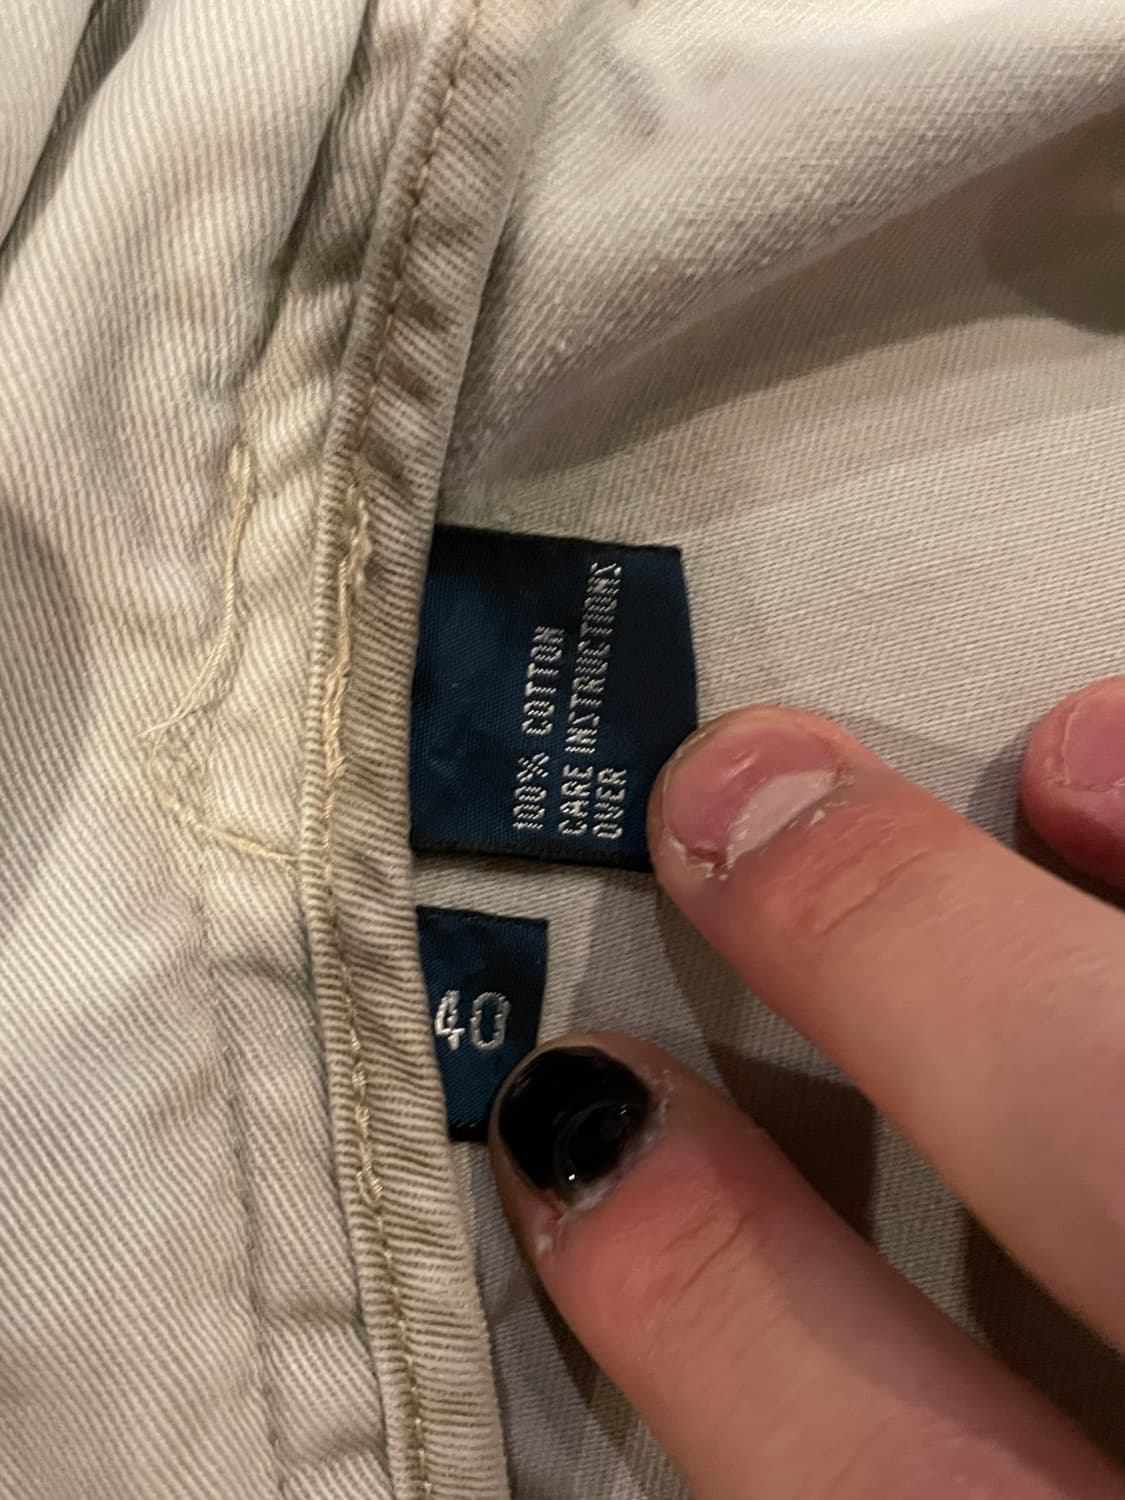 100% COTTON
CARE INSTRUCTIONS
OVER
40